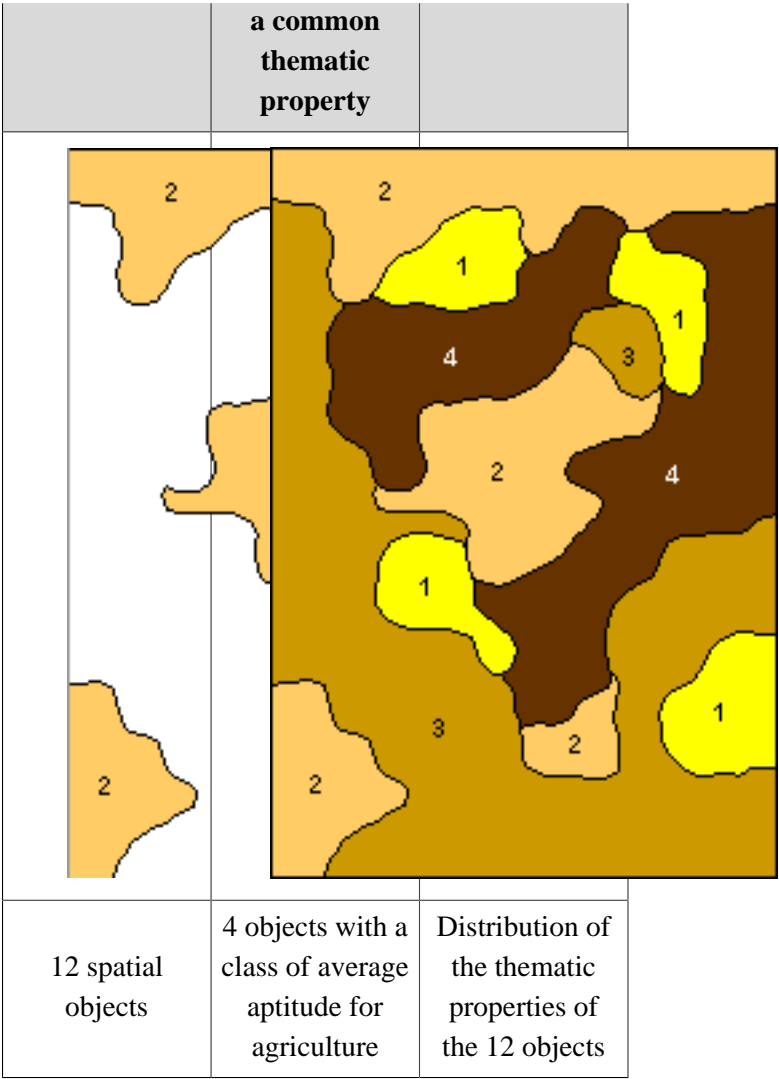 a common
thematic
property
2
2
1
1
4
3
2
4
1
1
3
2
2
2
12 spatial
objects
4 objects with a
class of average
aptitude for
agriculture
Distribution of
the thematic
properties of
the 12 objects